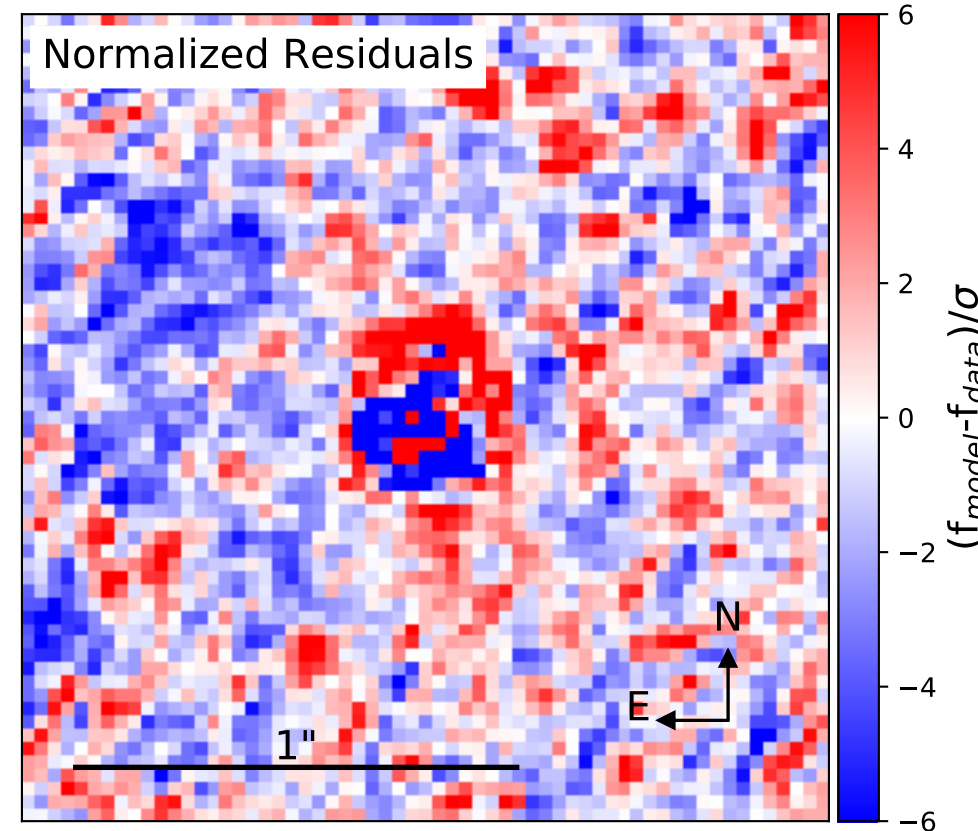 Normalized Residuals
6
4
2
0
−2
−4
−6
(f_model-f_data)/σ
N
E
1"